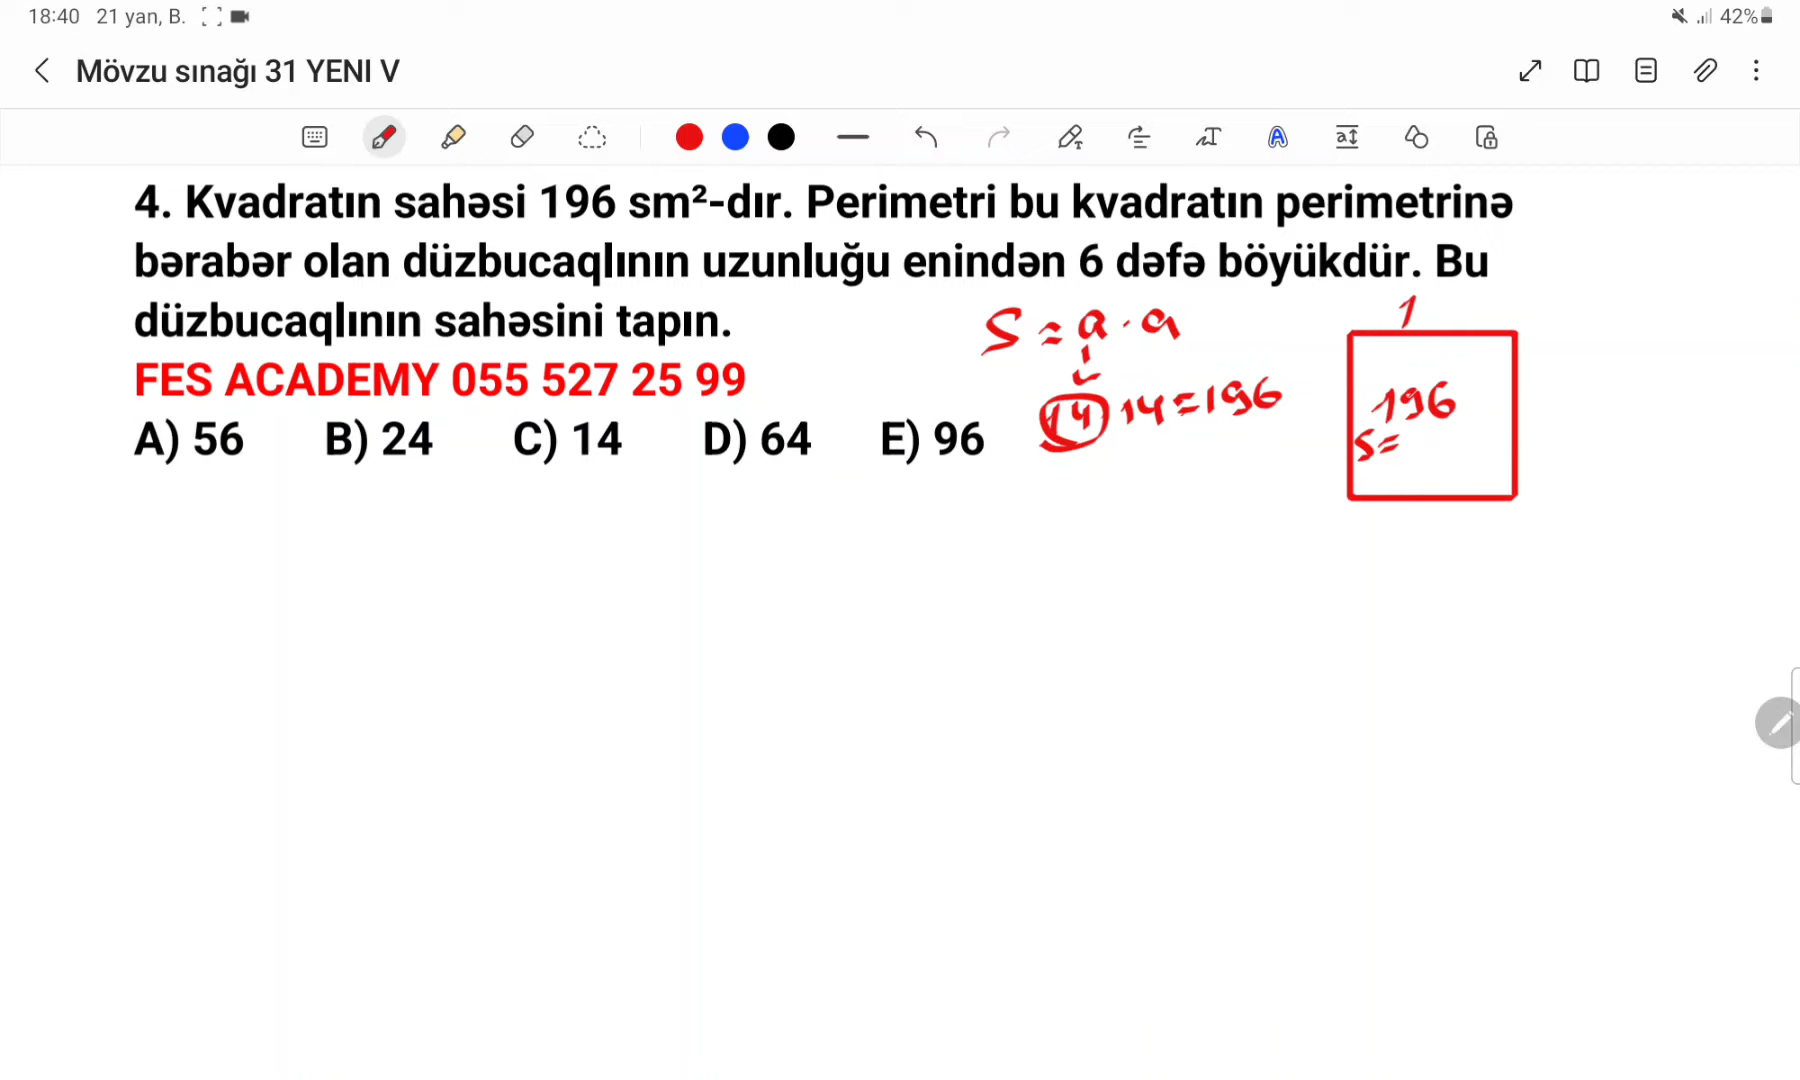 18:40 21 yan, B.
42%
Mövzu sınağı 31 YENI V
4. Kvadratın sahəsi 196 sm²-dır. Perimetri bu kvadratın perimetrinə
bərabər olan düzbucaqlının uzunluğu enindən 6 dəfə böyükdür. Bu
düzbucaqlının sahəsini tapın.
S = a · a
1
FES ACADEMY 055 527 25 99
14 14 = 196
196
S =
A) 56 B) 24 C) 14 D) 64 E) 96